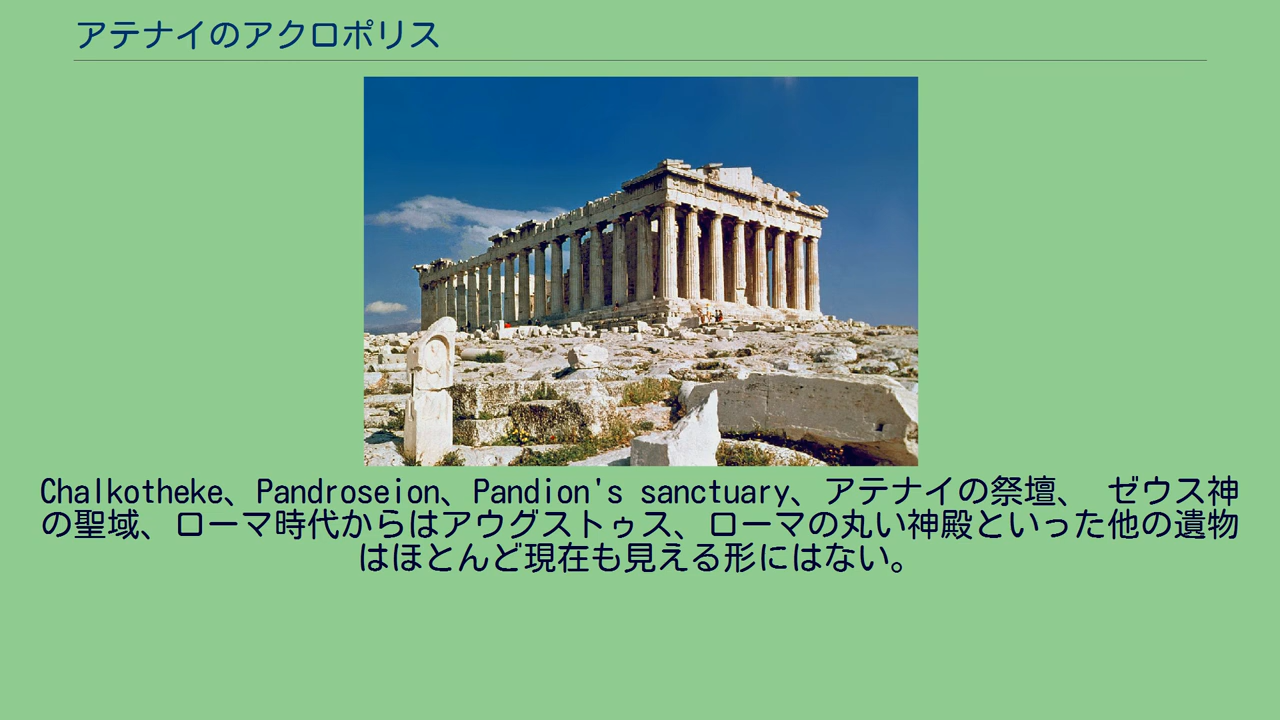 アテナイのアクロポリス
Chalkotheke、Pandroseion、Pandion's sanctuary、アテナイの祭壇、 ゼウス神
の聖域、ローマ時代からはアウグストゥス、ローマの丸い神殿といった他の遺物
はほとんど現在も見える形にはない。